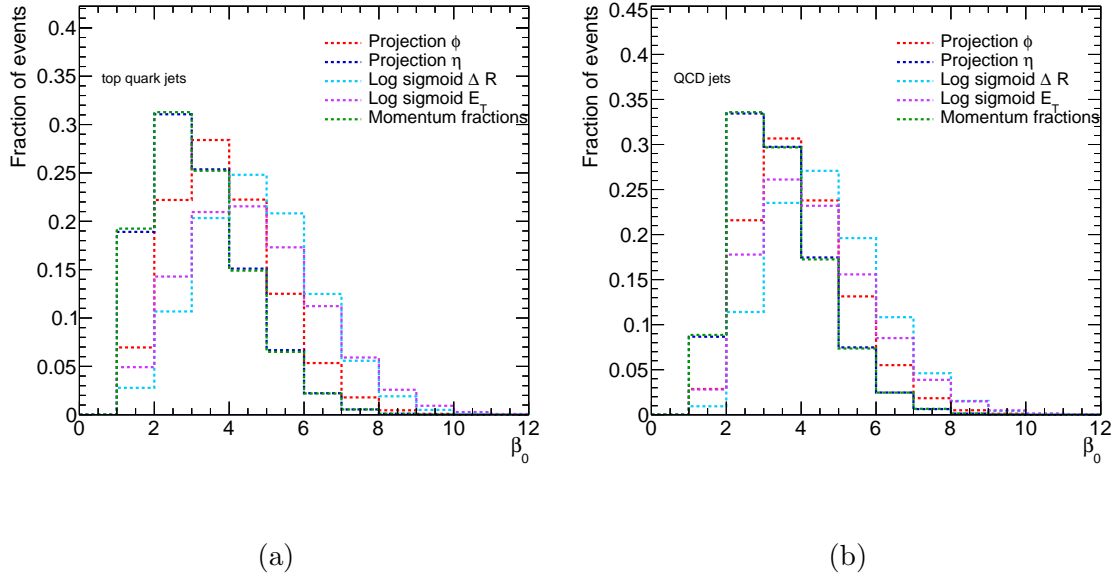 Fraction of events
0.4
0.35
0.3
0.25
0.2
0.15
0.1
0.05
0
top quark jets
Projection ϕ
Projection η
Log sigmoid Δ R
Log sigmoid E_T
Momentum fractions
0 2 4 6 8 10 12
β_0
(a)
Fraction of events
0.45
0.4
0.35
0.3
0.25
0.2
0.15
0.1
0.05
0
QCD jets
Projection ϕ
Projection η
Log sigmoid Δ R
Log sigmoid E_T
Momentum fractions
0 2 4 6 8 10 12
β_0
(b)